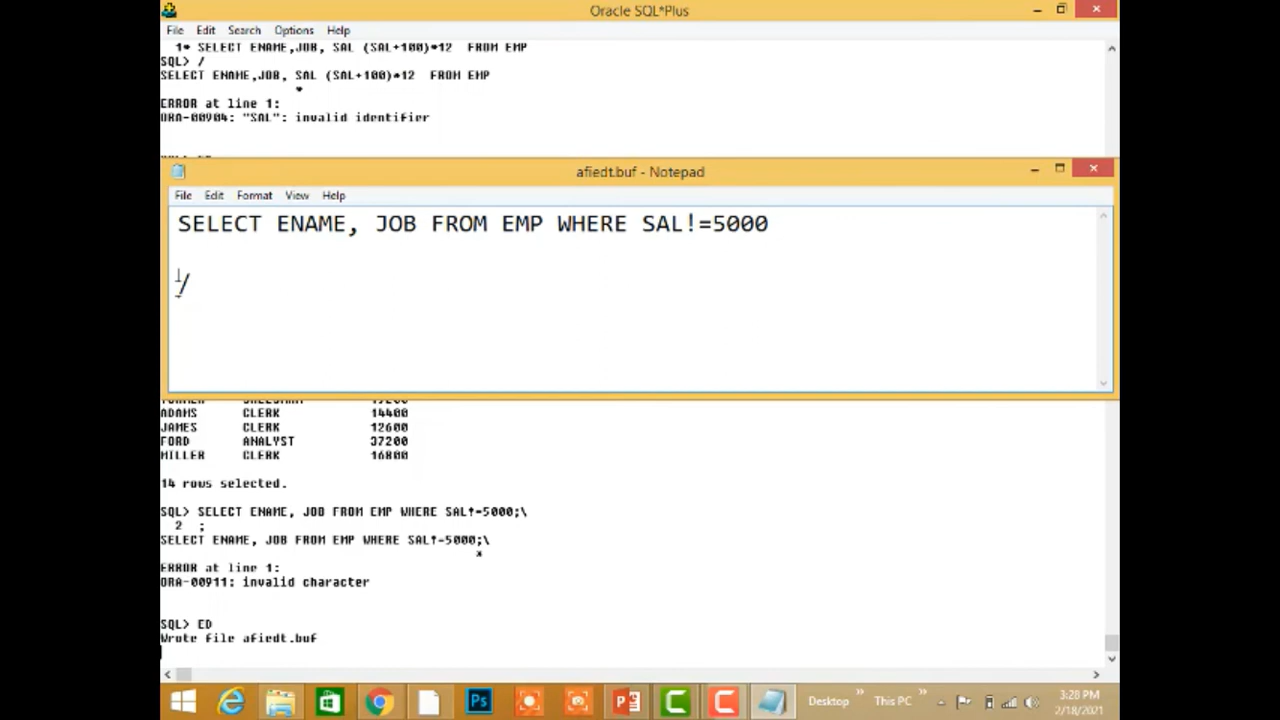 Oracle SQL*Plus
File Edit Search Options Help
1* SELECT ENAME,JOB, SAL (SAL+100)*12 FROM EMP
SQL> /
SELECT ENAME,JOB, SAL (SAL+100)*12 FROM EMP
*
ERROR at line 1:
ORA-00904: "SAL": invalid identifier
afiedt.buf - Notepad
File Edit Format View Help
SELECT ENAME, JOB FROM EMP WHERE SAL!=5000
/
ADAMS CLERK 14400
JAMES CLERK 12600
FORD ANALYST 37200
MILLER CLERK 16800
14 rows selected.
SQL> SELECT ENAME, JOB FROM EMP WHERE SAL!=5000;\
2 ;
SELECT ENAME, JOB FROM EMP WHERE SAL!=5000;\
*
ERROR at line 1:
ORA-00911: invalid character
SQL> ED
Wrote file afiedt.buf
Desktop » This PC »
3:28 PM
2/18/2021